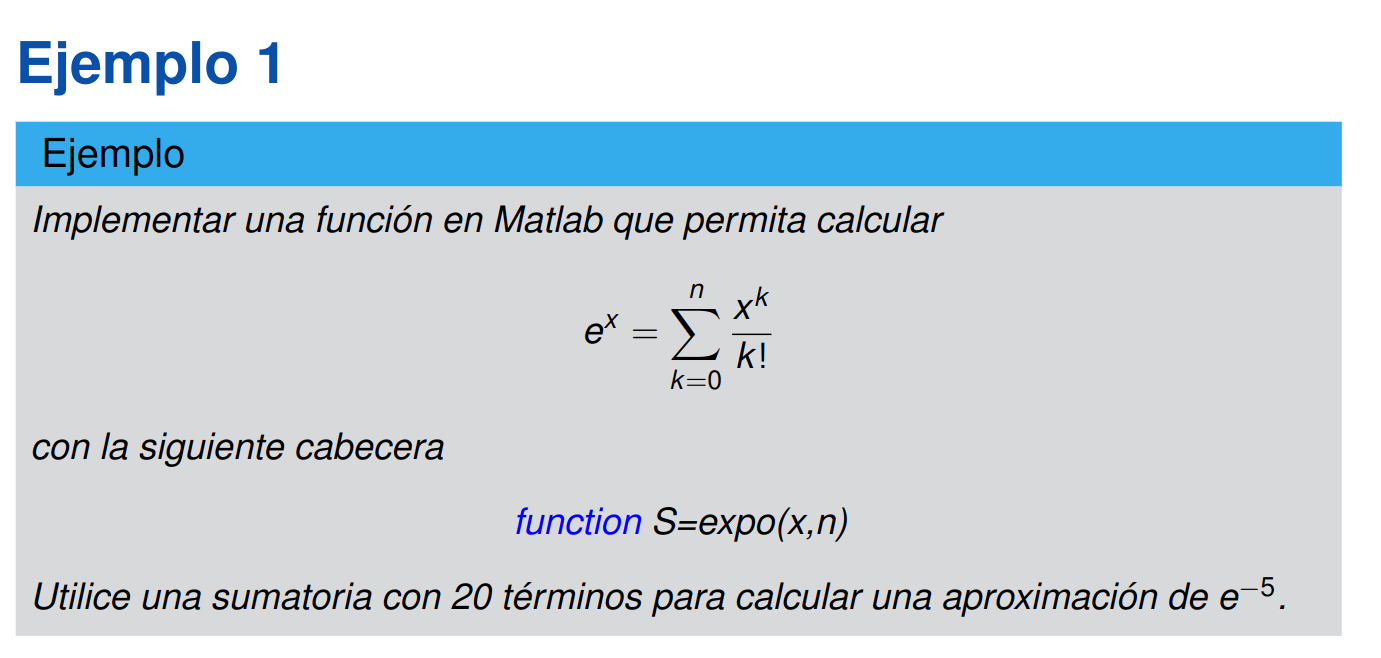 Ejemplo 1
Ejemplo
Implementar una función en Matlab que permita calcular
e^x = \sum_{k=0}^{n} \frac{x^k}{k!}
con la siguiente cabecera
function S=expo(x,n)
Utilice una sumatoria con 20 términos para calcular una aproximación de e^{-5}.